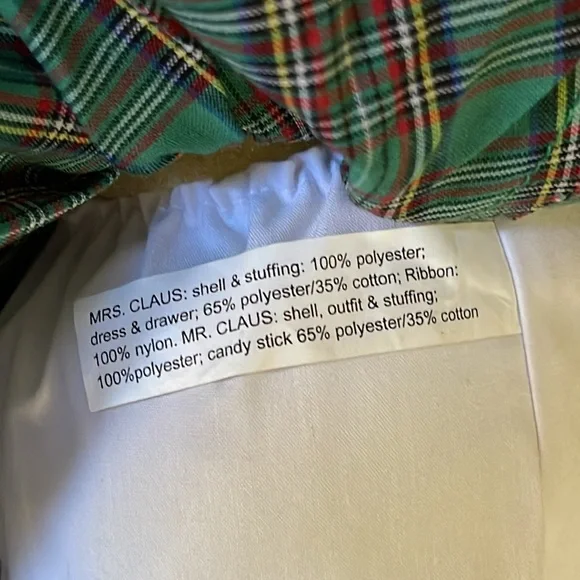 MRS. CLAUS: shell & stuffing: 100% polyester;
dress & drawer; 65% polyester/35% cotton; Ribbon:
100% nylon. MR. CLAUS: shell, outfit & stuffing;
100%polyester; candy stick 65% polyester/35% cotton